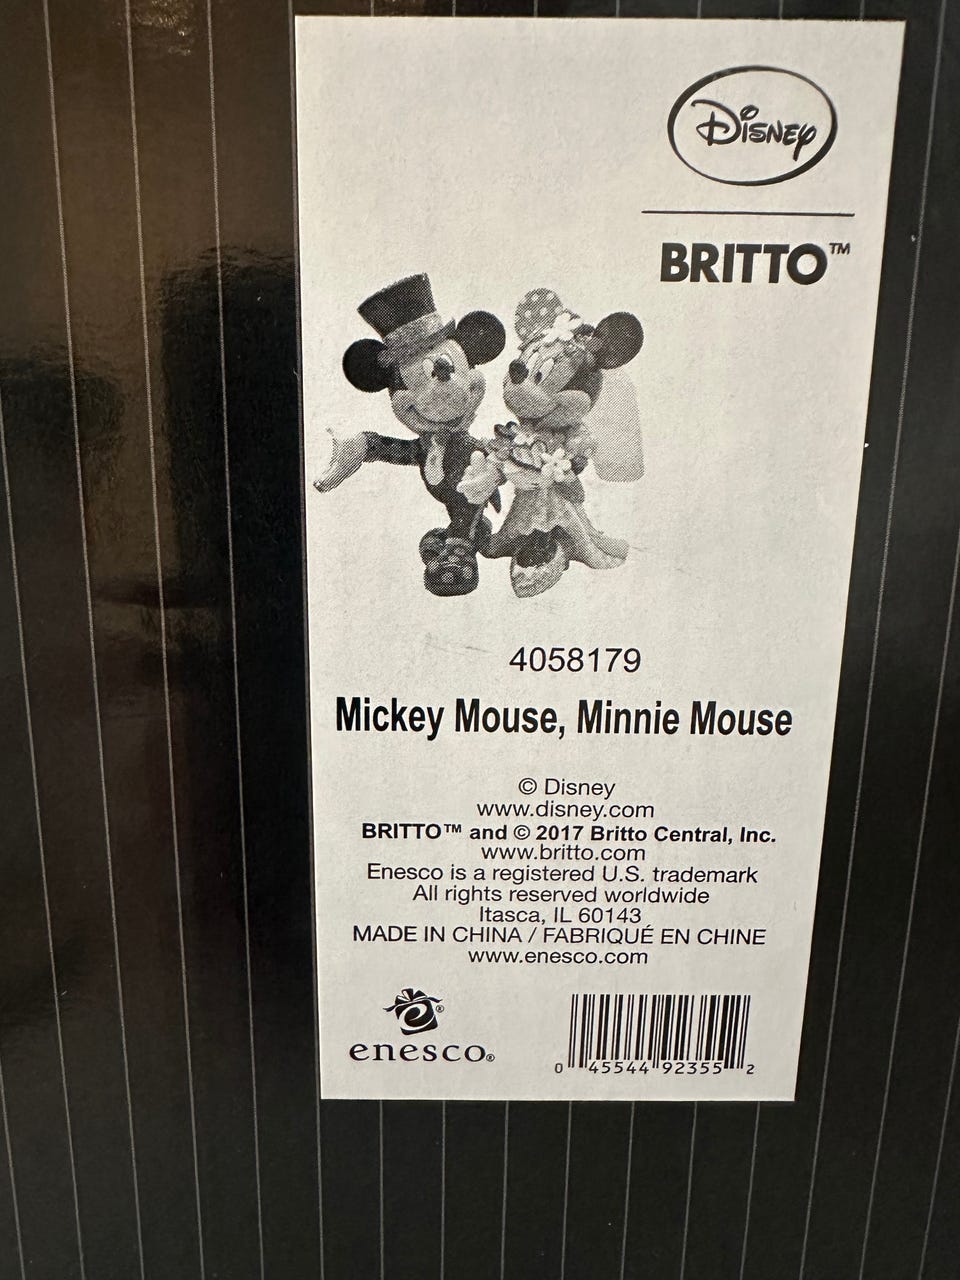 Disney
BRITTO™
4058179
Mickey Mouse, Minnie Mouse
© Disney
www.disney.com
BRITTO™ and © 2017 Britto Central, Inc.
www.britto.com
Enesco is a registered U.S. trademark
All rights reserved worldwide
Itasca, IL 60143
MADE IN CHINA / FABRIQUÉ EN CHINE
www.enesco.com
e®
enesco®
0 45544 92355 2